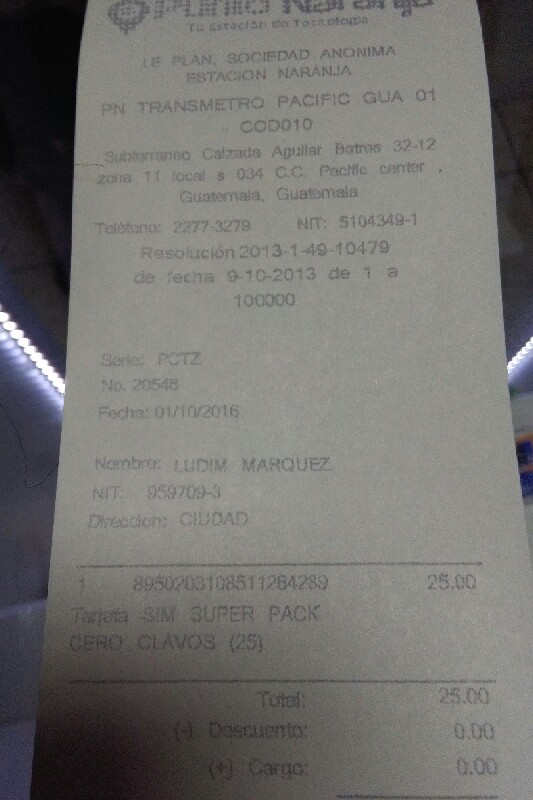 Punto Naranja
Tu Estación de Tecnología
LE PLAN, SOCIEDAD ANONIMA
ESTACION NARANJA
PN TRANSMETRO PACIFIC GUA 01
COD010
Subterraneo Calzada Aguilar Batres 32-12
zona 11 local s 034 C.C. Pacific center ,
Guatemala, Guatemala
Teléfono: 2277-3279 NIT: 5104349-1
Resolución 2013-1-49-10479
de fecha 9-10-2013 de 1 a
100000
Serie: PCTZ
No. 20546
Fecha: 01/10/2016
Nombre: LUDIM MARQUEZ
NIT: 959709-3
Direccion: CIUDAD
1 8950203108511264289 25.00
Tarjeta SIM SUPER PACK
CERO CLAVOS (25)
Total: 25.00
(-) Descuento: 0.00
(+) Cargo: 0.00